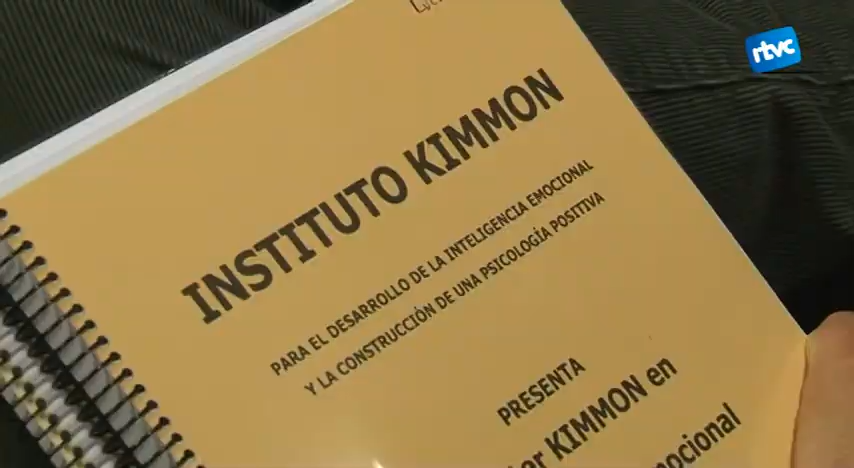 rtvc
INSTITUTO KIMMON
PARA EL DESARROLLO DE LA INTELIGENCIA EMOCIONAL
Y LA CONSTRUCCIÓN DE UNA PSICOLOGÍA POSITIVA
PRESENTA
KIMMON en